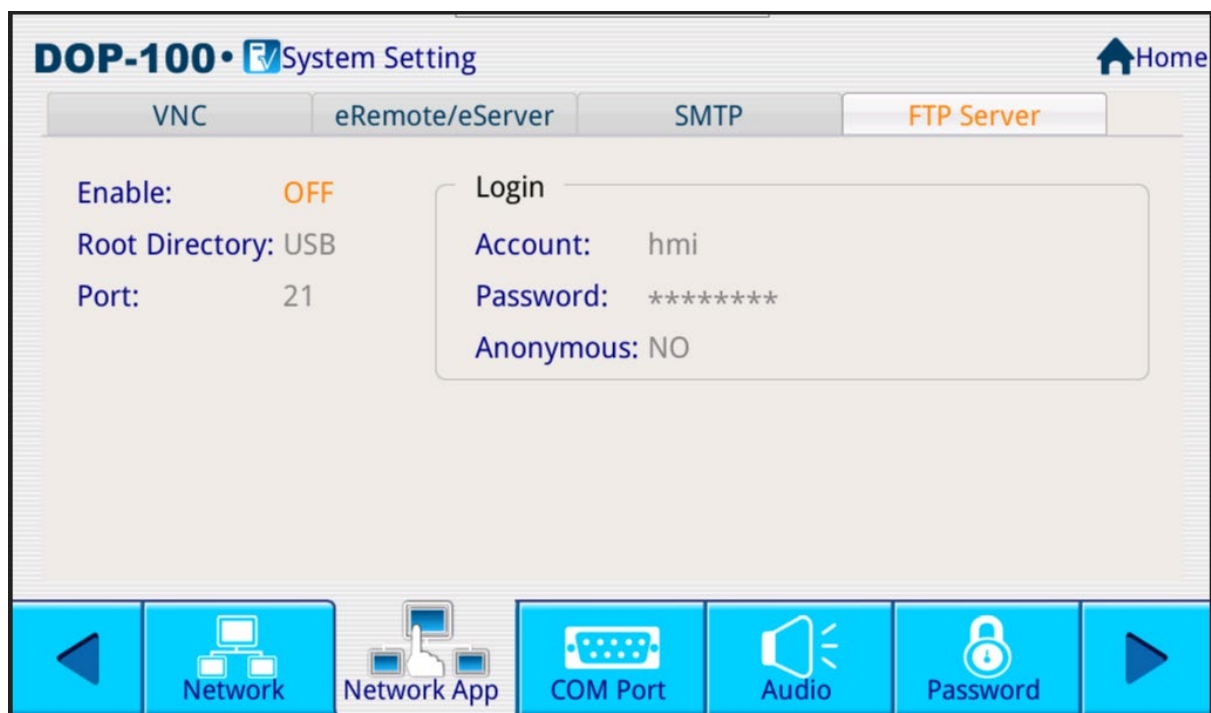 DOP-100• System Setting Home
VNC eRemote/eServer SMTP FTP Server
Enable: OFF
Root Directory: USB
Port: 21
Login
Account: hmi
Password: ********
Anonymous: NO
Network Network App COM Port Audio Password